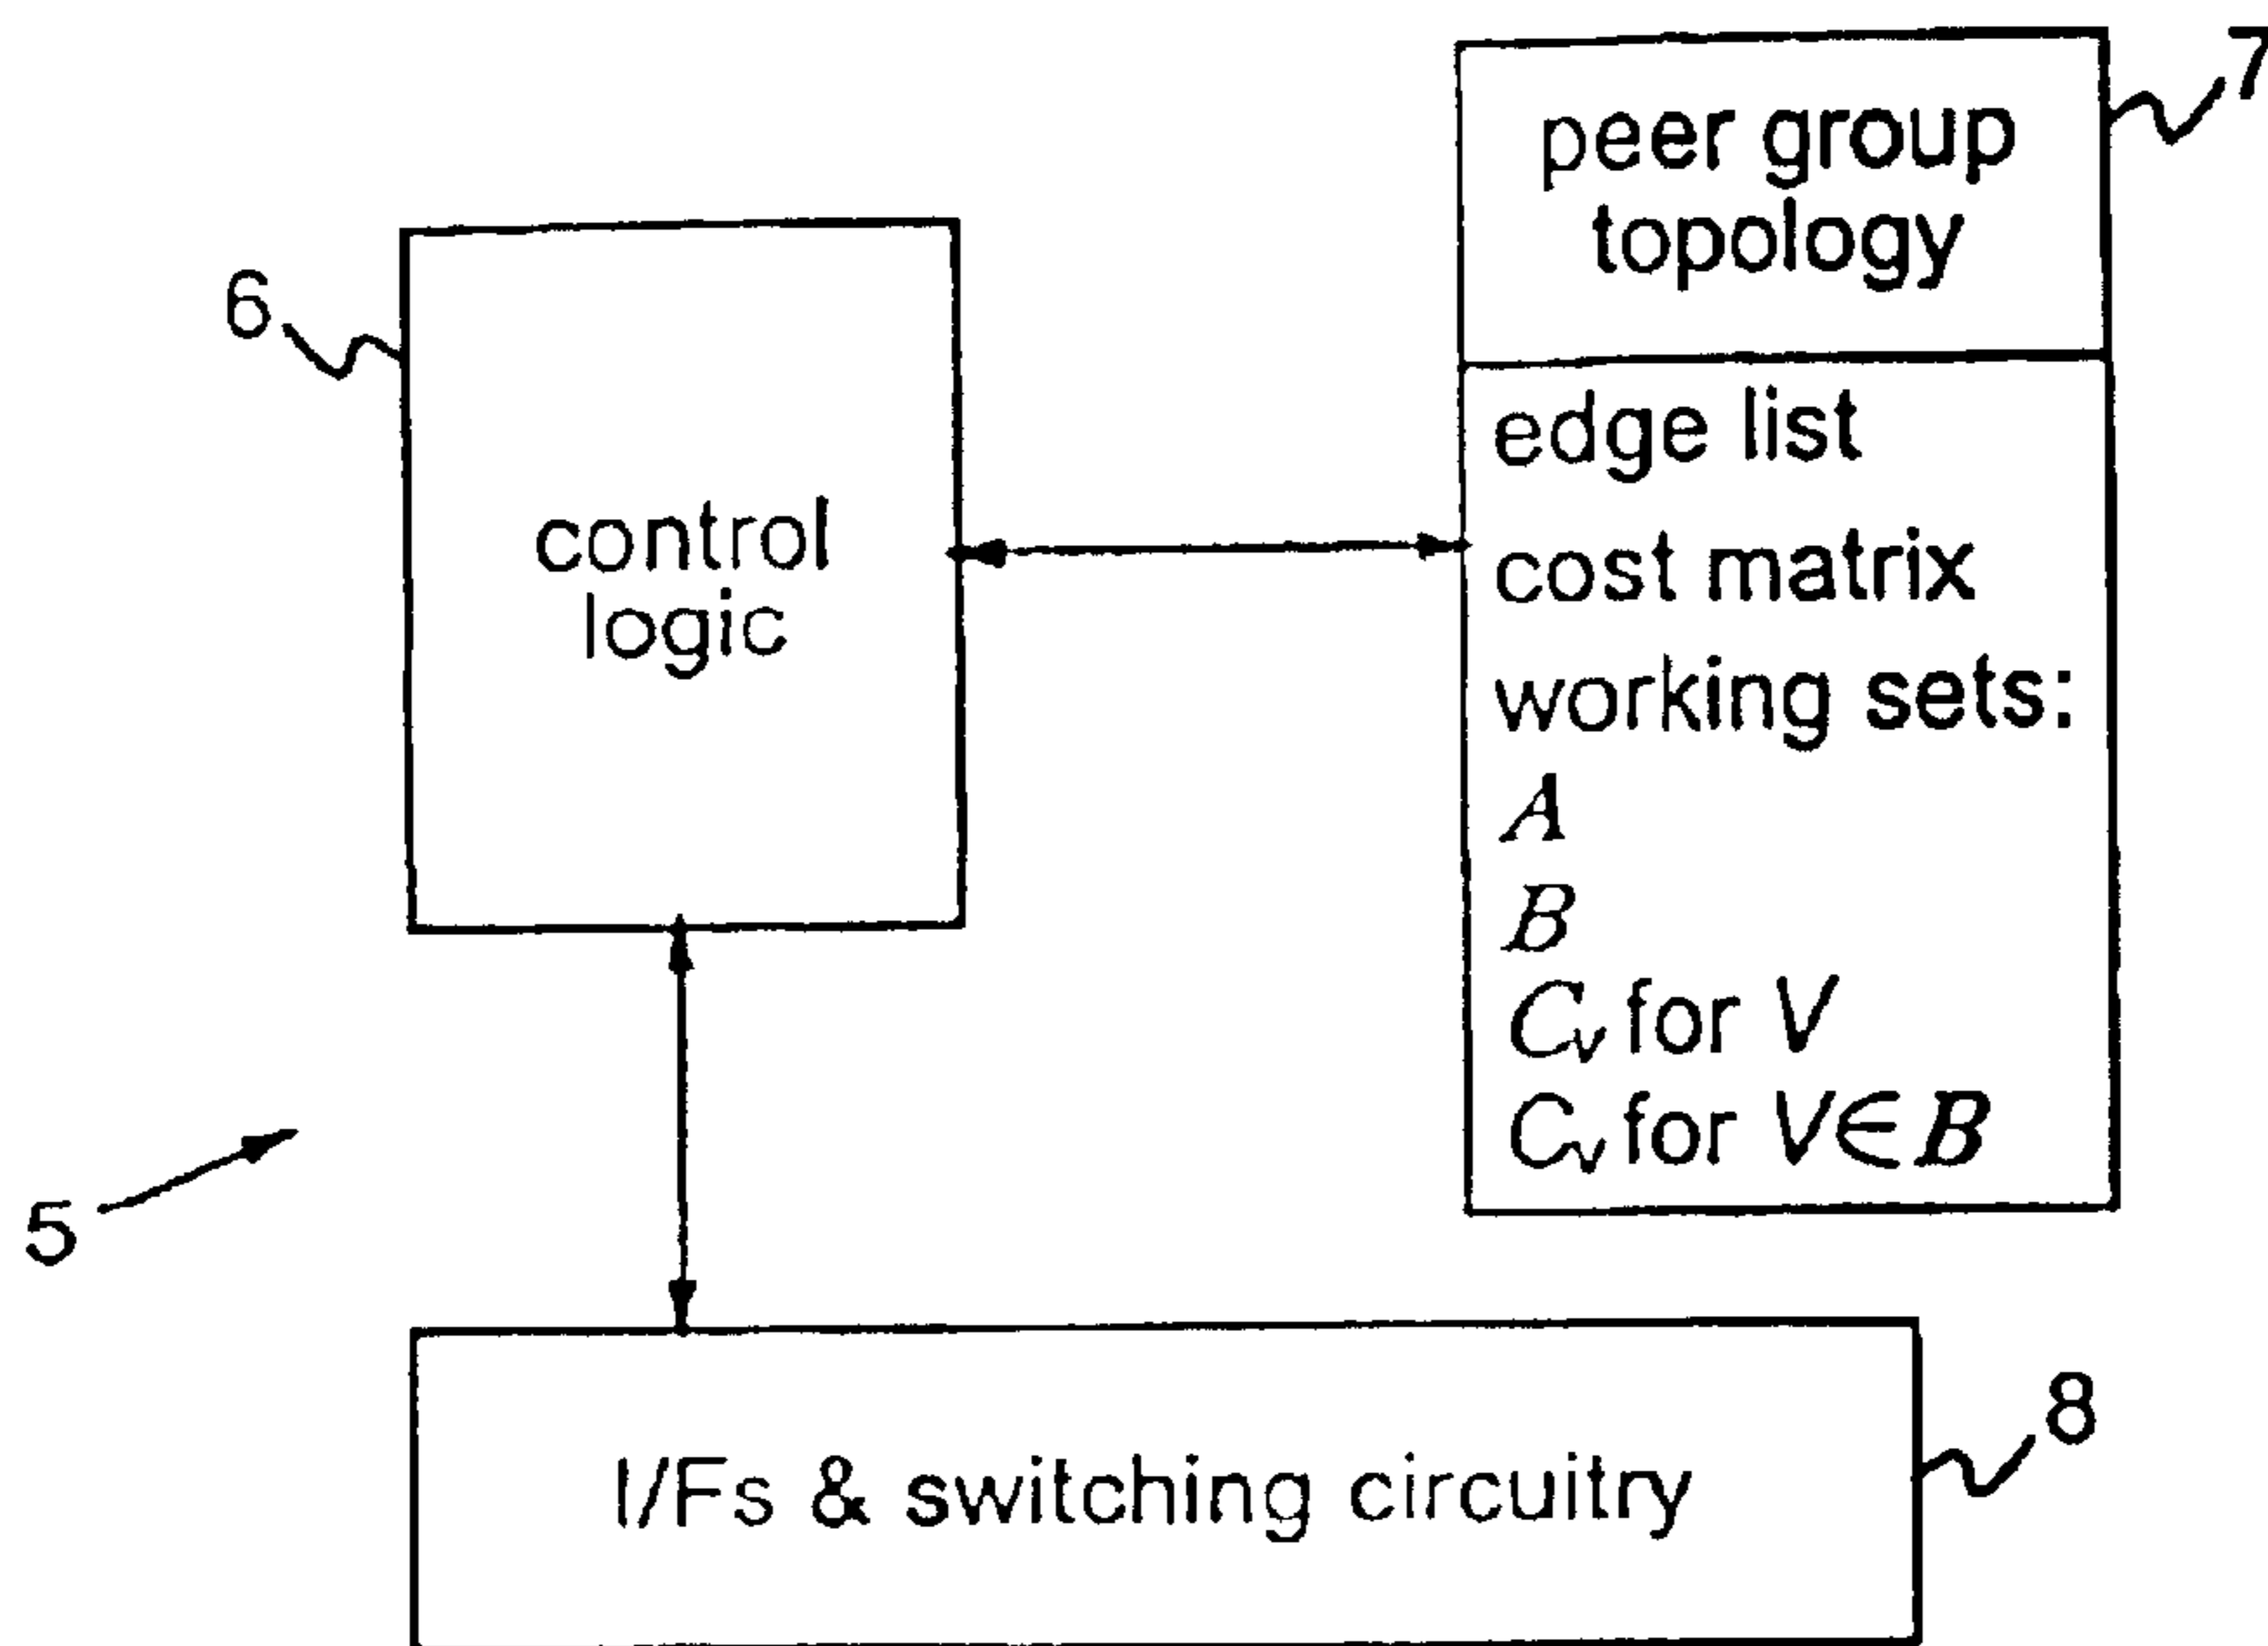 7
peer group
topology
6
control
logic
edge list
cost matrix
working sets:
A
B
Cv for V
Cv for V∈B
5
8
I/Fs & switching circuitry